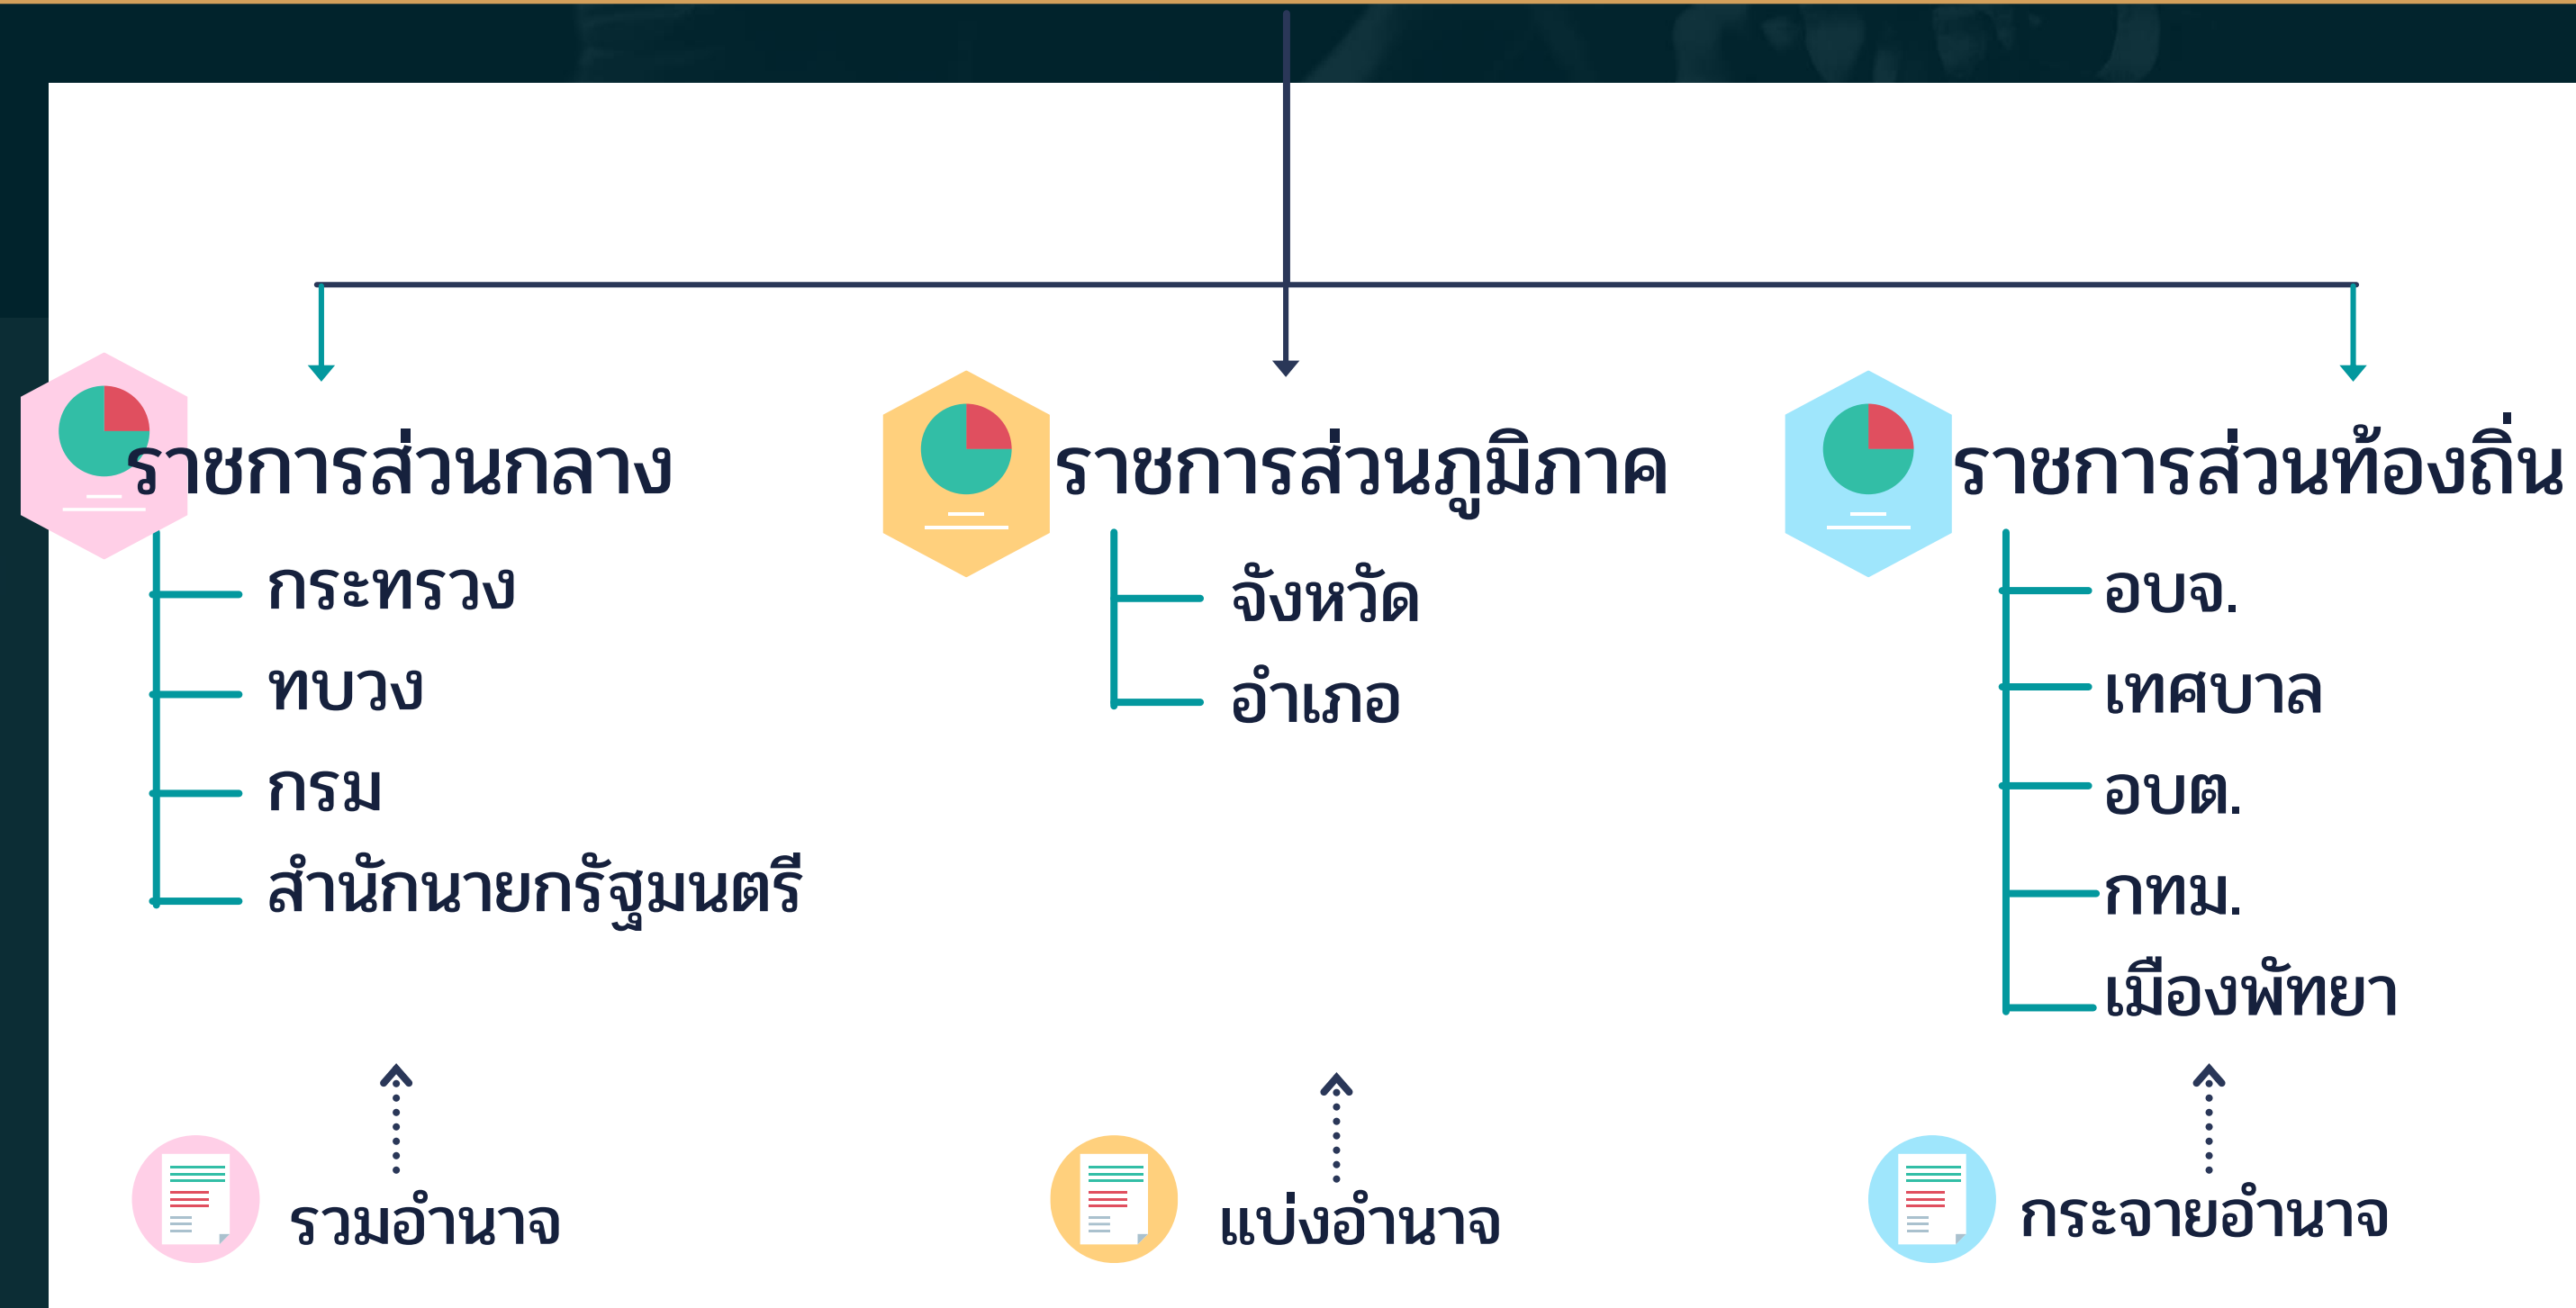 ราชการส่วนกลาง
กระทรวง
ทบวง
กรม
สำนักนายกรัฐมนตรี
รวมอำนาจ
ราชการส่วนภูมิภาค
จังหวัด
อำเภอ
แบ่งอำนาจ
ราชการส่วนท้องถิ่น
อบจ.
เทศบาล
อบต.
กทม.
เมืองพัทยา
กระจายอำนาจ